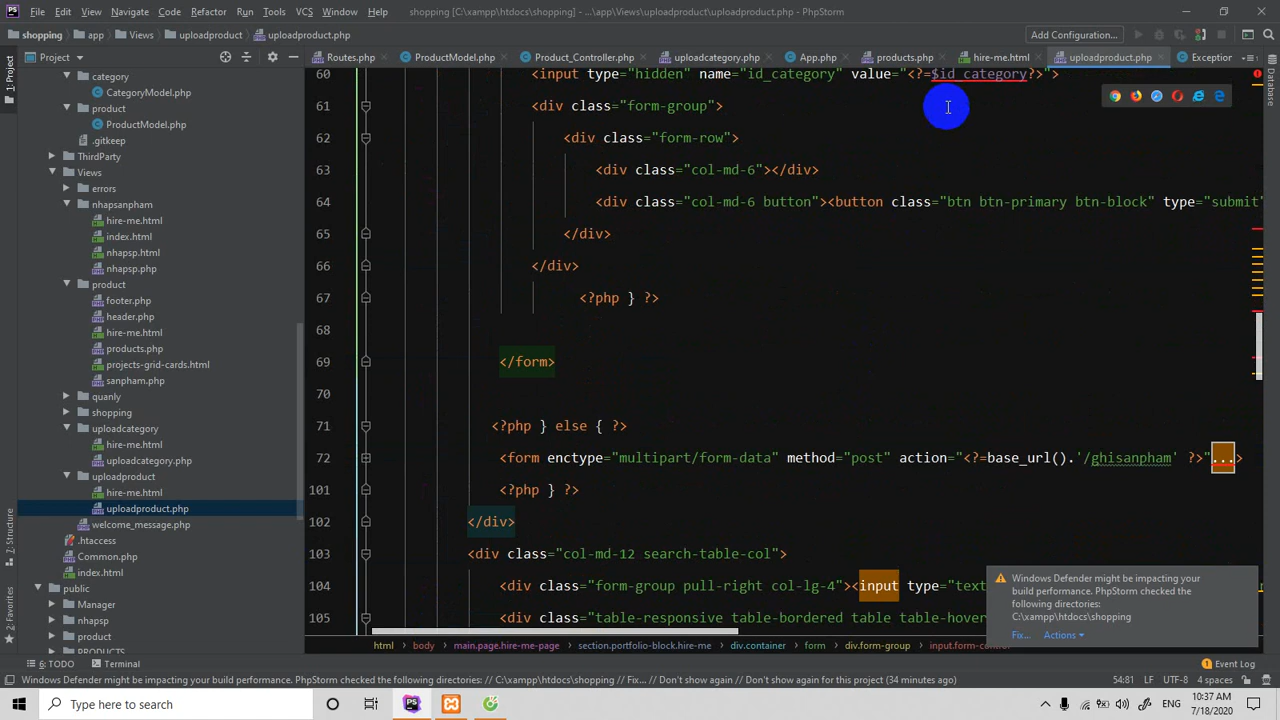 File Edit View Navigate Code Refactor Run Tools VCS Window Help shopping [C:\xampp\htdocs\shopping] - ...\app\Views\uploadproduct.php - PhpStorm
shopping app Views uploadproduct uploadproduct.php Add Configuration...
Project Routes.php ProductModel.php Product_Controller.php uploadcategory.php App.php products.php hire-me.html uploadproduct.php Exception
1: Project
7: Structure
2: Favorites
Database
category
CategoryModel.php
product
ProductModel.php
.gitkeep
ThirdParty
Views
errors
nhapsanpham
hire-me.html
index.html
nhapsp.html
nhapsp.php
product
footer.php
header.php
hire-me.html
products.php
projects-grid-cards.html
sanpham.php
quanly
shopping
uploadcategory
hire-me.html
uploadcategory.php
uploadproduct
hire-me.html
uploadproduct.php
welcome_message.php
.htaccess
Common.php
index.html
public
Manager
nhapsp
product
PRODUCTS
60 <input type="hidden" name="id_category" value="<?=$id_category?>">
61 <div class="form-group">
62 <div class="form-row">
63 <div class="col-md-6"></div>
64 <div class="col-md-6 button"><button class="btn btn-primary btn-block" type="submit"
65 </div>
66 </div>
67 <?php } ?>
68
69 </form>
70
71 <?php } else { ?>
72 <form enctype="multipart/form-data" method="post" action="<?=base_url().'/ghisanpham' ?>"...>
101 <?php } ?>
102 </div>
103 <div class="col-md-12 search-table-col">
104 <div class="form-group pull-right col-lg-4"><input type="text
105 <div class="table-responsive table-bordered table table-hover
Windows Defender might be impacting your
build performance. PhpStorm checked the
following directories:
C:\xampp\htdocs\shopping
Fix... Actions
html body main.page.hire-me-page section.portfolio-block.hire-me div.container form div.form-group input.form-control
6: TODO Terminal Event Log
Windows Defender might be impacting your build performance. PhpStorm checked the following directories: // C:\xampp\htdocs\shopping // Fix... // Don't show again // Don't show again for this project (34 minutes ago) 54:81 LF UTF-8 4 spaces
Type here to search 10:37 AM
7/18/2020